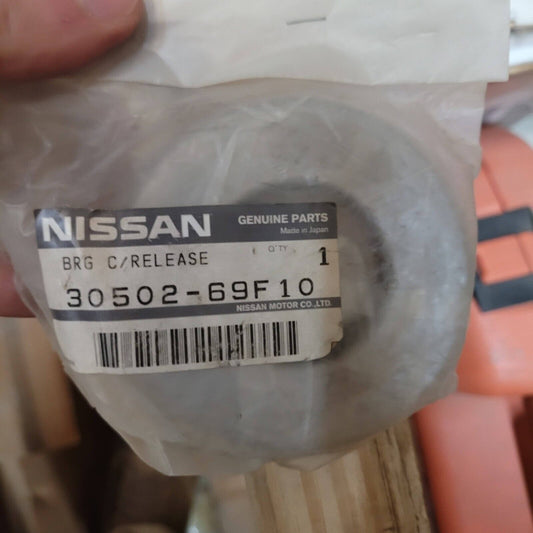 NISSAN GENUINE PARTS
Made in Japan
BRG C/RELEASE Q'TY 1
30502-69F10
NISSAN MOTOR CO.,LTD.